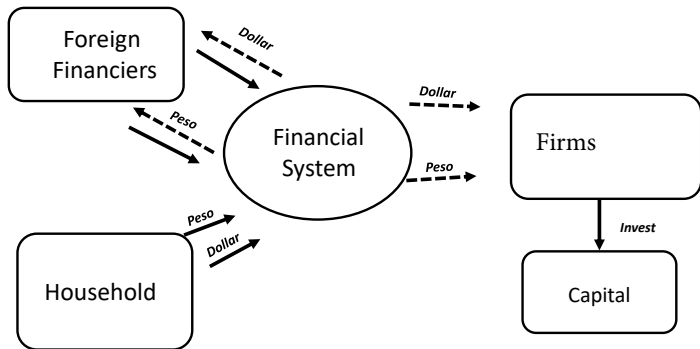 Foreign
Financiers
Dollar
Peso
Financial
System
Dollar
Peso
Firms
Invest
Capital
Peso
Dollar
Household